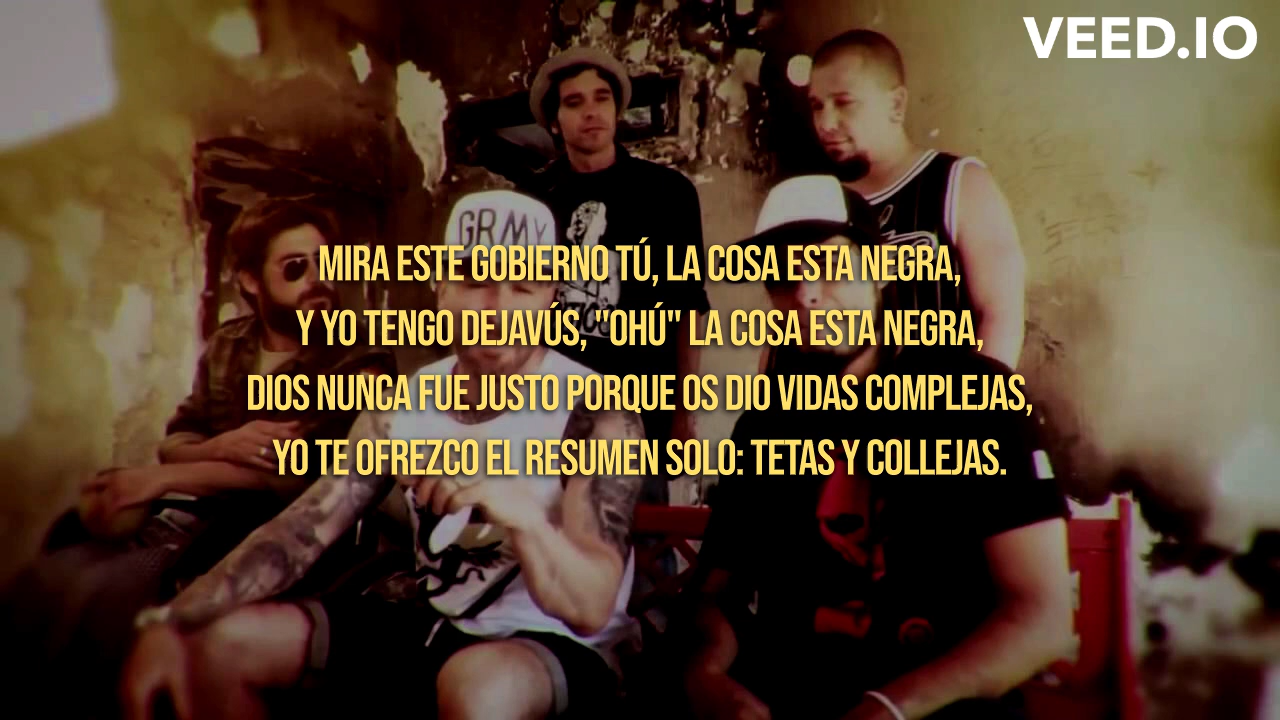 VEED.IO
GRMY
MIRA ESTE GOBIERNO TÚ, LA COSA ESTA NEGRA,
Y YO TENGO DEJAVÚS, "OHÚ" LA COSA ESTA NEGRA,
DIOS NUNCA FUE JUSTO PORQUE OS DIO VIDAS COMPLEJAS,
YO TE OFREZCO EL RESUMEN SOLO: TETAS Y COLLEJAS.